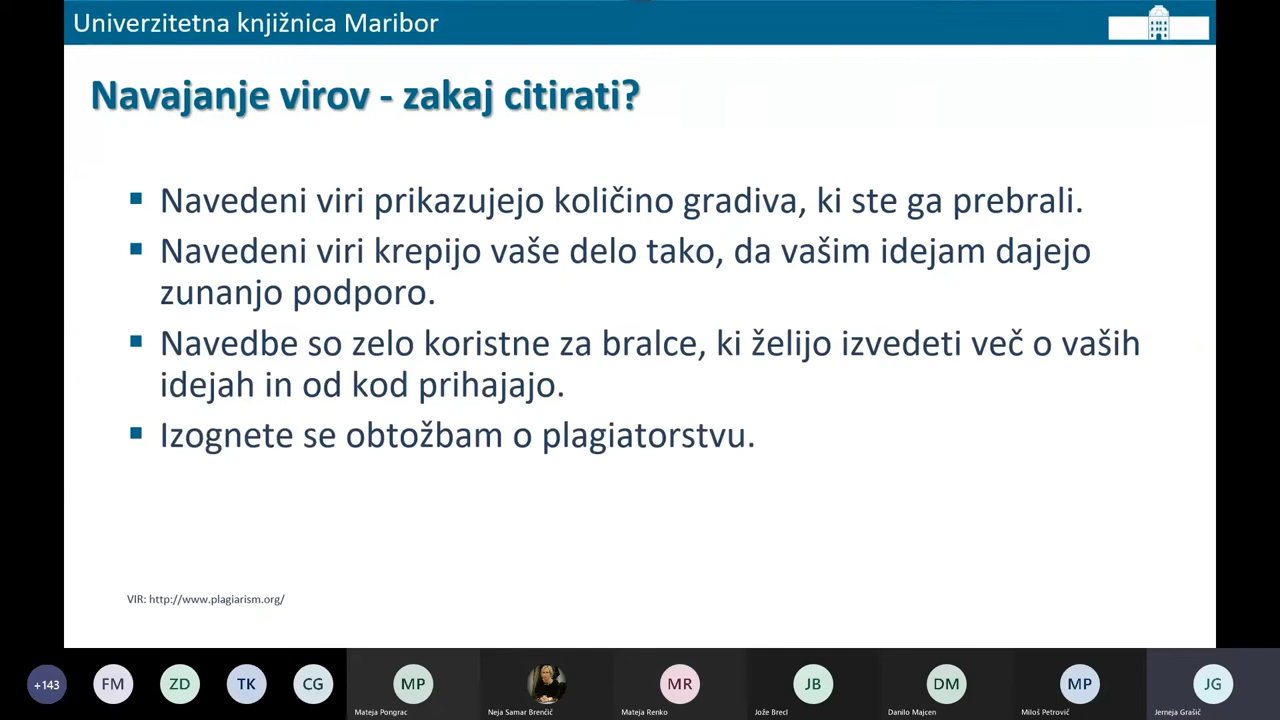 Univerzitetna knjižnica Maribor
Navajanje virov - zakaj citirati?
▪ Navedeni viri prikazujejo količino gradiva, ki ste ga prebrali.
▪ Navedeni viri krepijo vaše delo tako, da vašim idejam dajejo
zunanjo podporo.
▪ Navedbe so zelo koristne za bralce, ki želijo izvedeti več o vaših
idejah in od kod prihajajo.
▪ Izognete se obtožbam o plagiatorstvu.
VIR: http://www.plagiarism.org/
+143 FM ZD TK CG MP MR JB DM MP JG
Mateja Pongrac Neja Samar Brenčič Mateja Renko Jože Brecl Danilo Majcen Miloš Petrovič Jerneja Grašič